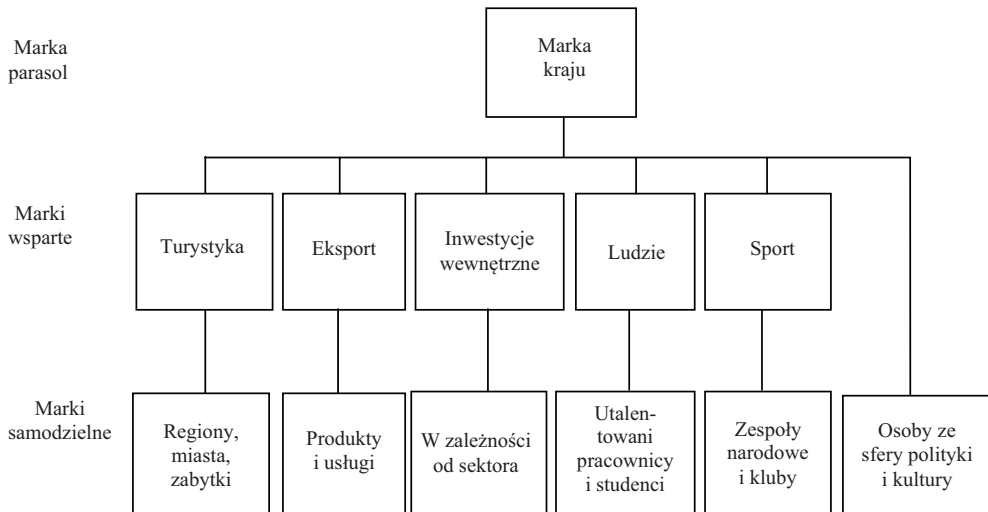 Marka
parasol
Marka
kraju
Marki
wsparte
Turystyka
Eksport
Inwestycje
wewnętrzne
Ludzie
Sport
Marki
samodzielne
Regiony,
miasta,
zabytki
Produkty
i usługi
W zależności
od sektora
Utalen-
towani
pracownicy
i studenci
Zespoły
narodowe
i kluby
Osoby ze
sfery polityki
i kultury